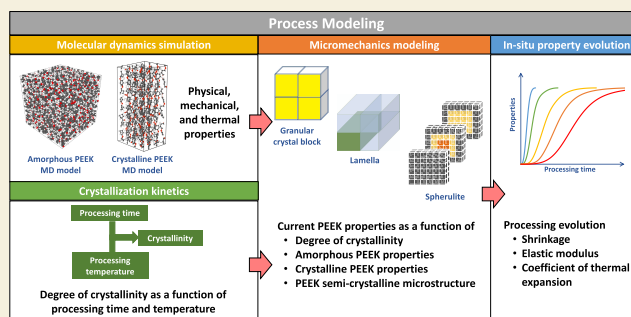 Process Modeling
Molecular dynamics simulation
Amorphous PEEK
MD model
Crystalline PEEK
MD model
Physical,
mechanical,
and thermal
properties
Crystallization kinetics
Processing time
Crystallinity
Processing
temperature
Degree of crystallinity as a function of
processing time and temperature
Micromechanics modeling
Granular
crystal block
Lamella
Spherulite
Current PEEK properties as a function of
• Degree of crystallinity
• Amorphous PEEK properties
• Crystalline PEEK properties
• PEEK semi-crystalline microstructure
In-situ property evolution
Properties
Processing time
Processing evolution
• Shrinkage
• Elastic modulus
• Coefficient of thermal
expansion